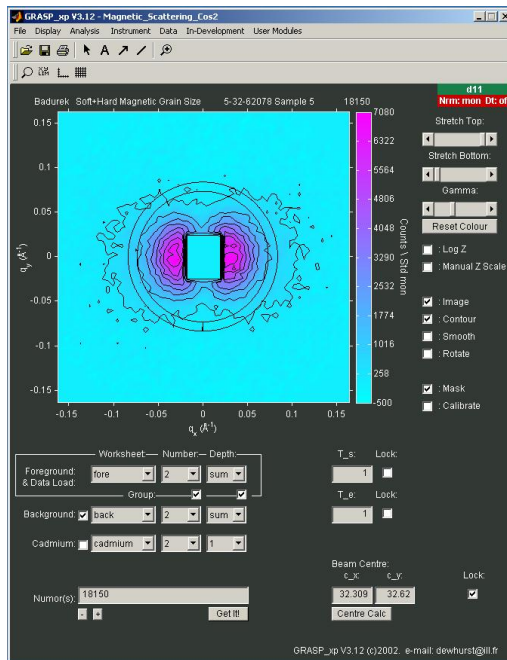 GRASP_xp V3.12 - Magnetic_Scattering_Cos2
File Display Analysis Instrument Data In-Development User Modules
d11
Nrm: mon Dt: of
Badurek Soft+Hard Magnetic Grain Size 5-32-62078 Sample 5 18150
Stretch Top:
Stretch Bottom:
Gamma:
Reset Colour
: Log Z
: Manual Z Scale
: Image
: Contour
: Smooth
: Rotate
: Mask
: Calibrate
0.15
0.1
0.05
0
-0.05
-0.1
-0.15
q_y (Å⁻¹)
-0.15 -0.1 -0.05 0 0.05 0.1 0.15
q_x (Å⁻¹)
7080
6322
5564
4806
4048
3290
2532
1774
1016
258
-500
Counts \ Std mon
Worksheet: Number: Depth:
Foreground: & Data Load: fore 2 sum
Group:
Background: back 2 sum
Cadmium: cadmium 2 1
T_s: Lock:
1
T_e: Lock:
1
Beam Centre:
c_x: c_y: Lock:
32.309 32.62
Centre Calc
Numor(s): 18150
- + Get It!
GRASP_xp V3.12 (c)2002. e-mail: dewhurst@ill.fr